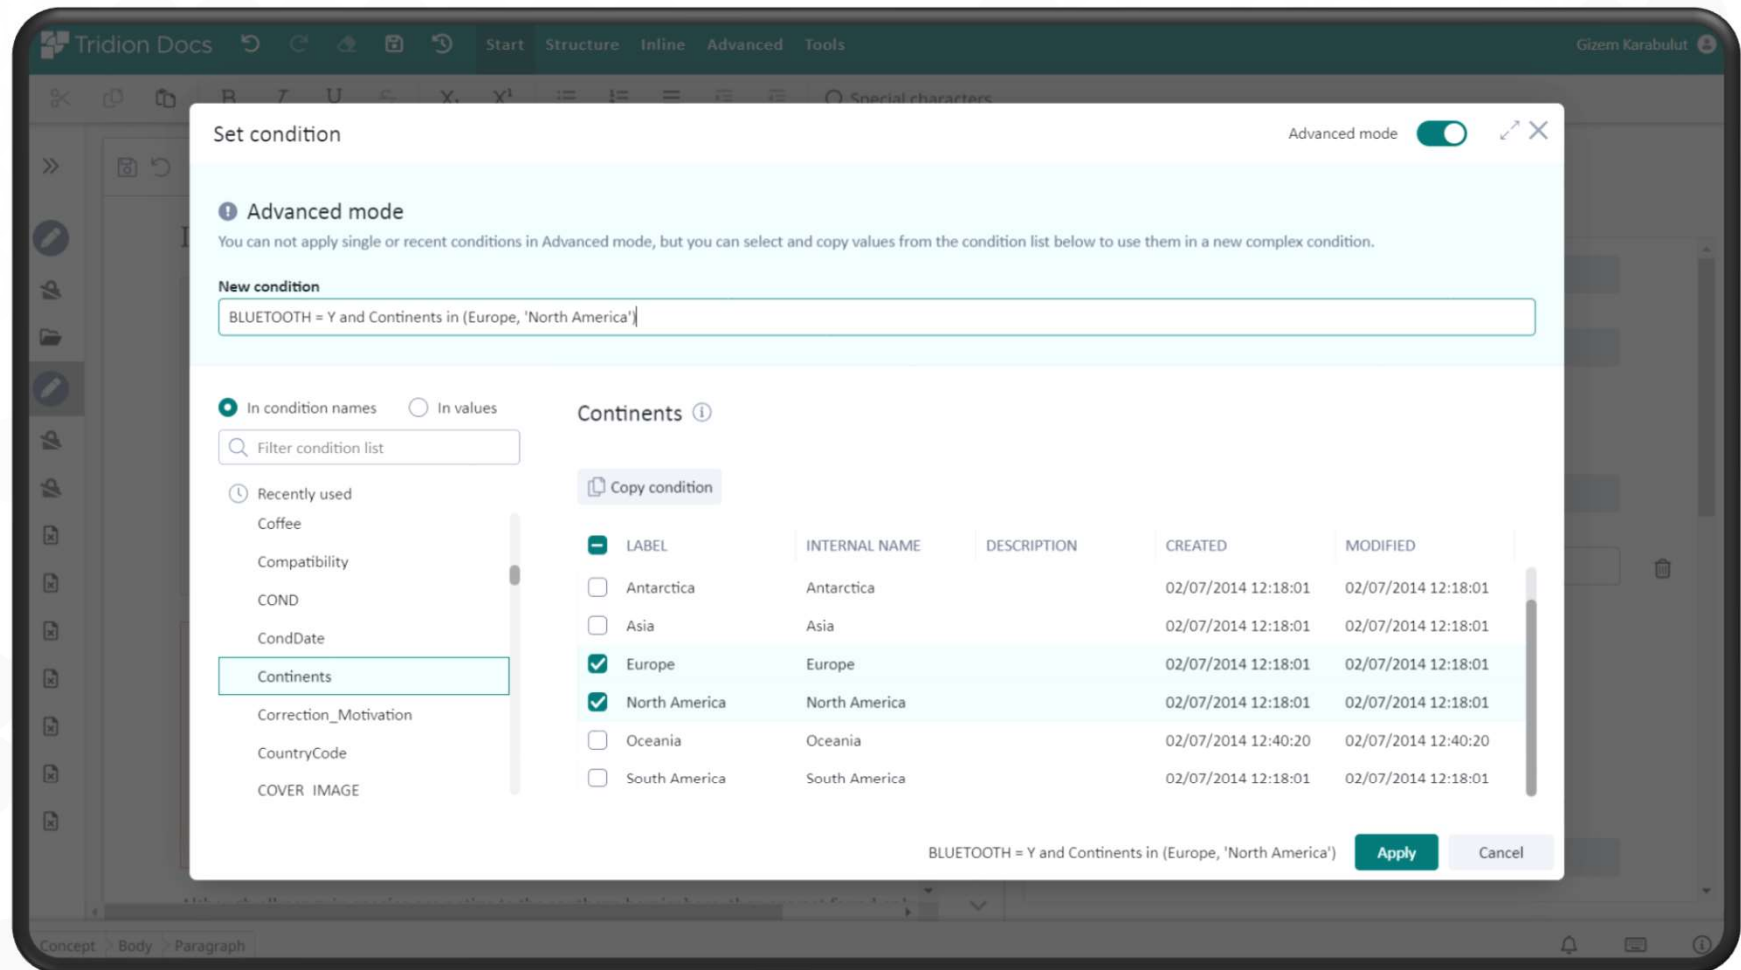 Tridion Docs Start Structure Inline Advanced Tools Gizem Karabulut
B I U S X₁ X¹ Special characters
Set condition Advanced mode
Advanced mode
You can not apply single or recent conditions in Advanced mode, but you can select and copy values from the condition list below to use them in a new complex condition.
New condition
BLUETOOTH = Y and Continents in (Europe, 'North America')
In condition names In values
Filter condition list
Recently used
Coffee
Compatibility
COND
CondDate
Continents
Correction_Motivation
CountryCode
COVER IMAGE
Continents
Copy condition
LABEL INTERNAL NAME DESCRIPTION CREATED MODIFIED
Antarctica Antarctica 02/07/2014 12:18:01 02/07/2014 12:18:01
Asia Asia 02/07/2014 12:18:01 02/07/2014 12:18:01
Europe Europe 02/07/2014 12:18:01 02/07/2014 12:18:01
North America North America 02/07/2014 12:18:01 02/07/2014 12:18:01
Oceania Oceania 02/07/2014 12:40:20 02/07/2014 12:40:20
South America South America 02/07/2014 12:18:01 02/07/2014 12:18:01
BLUETOOTH = Y and Continents in (Europe, 'North America') Apply Cancel
Concept Body Paragraph